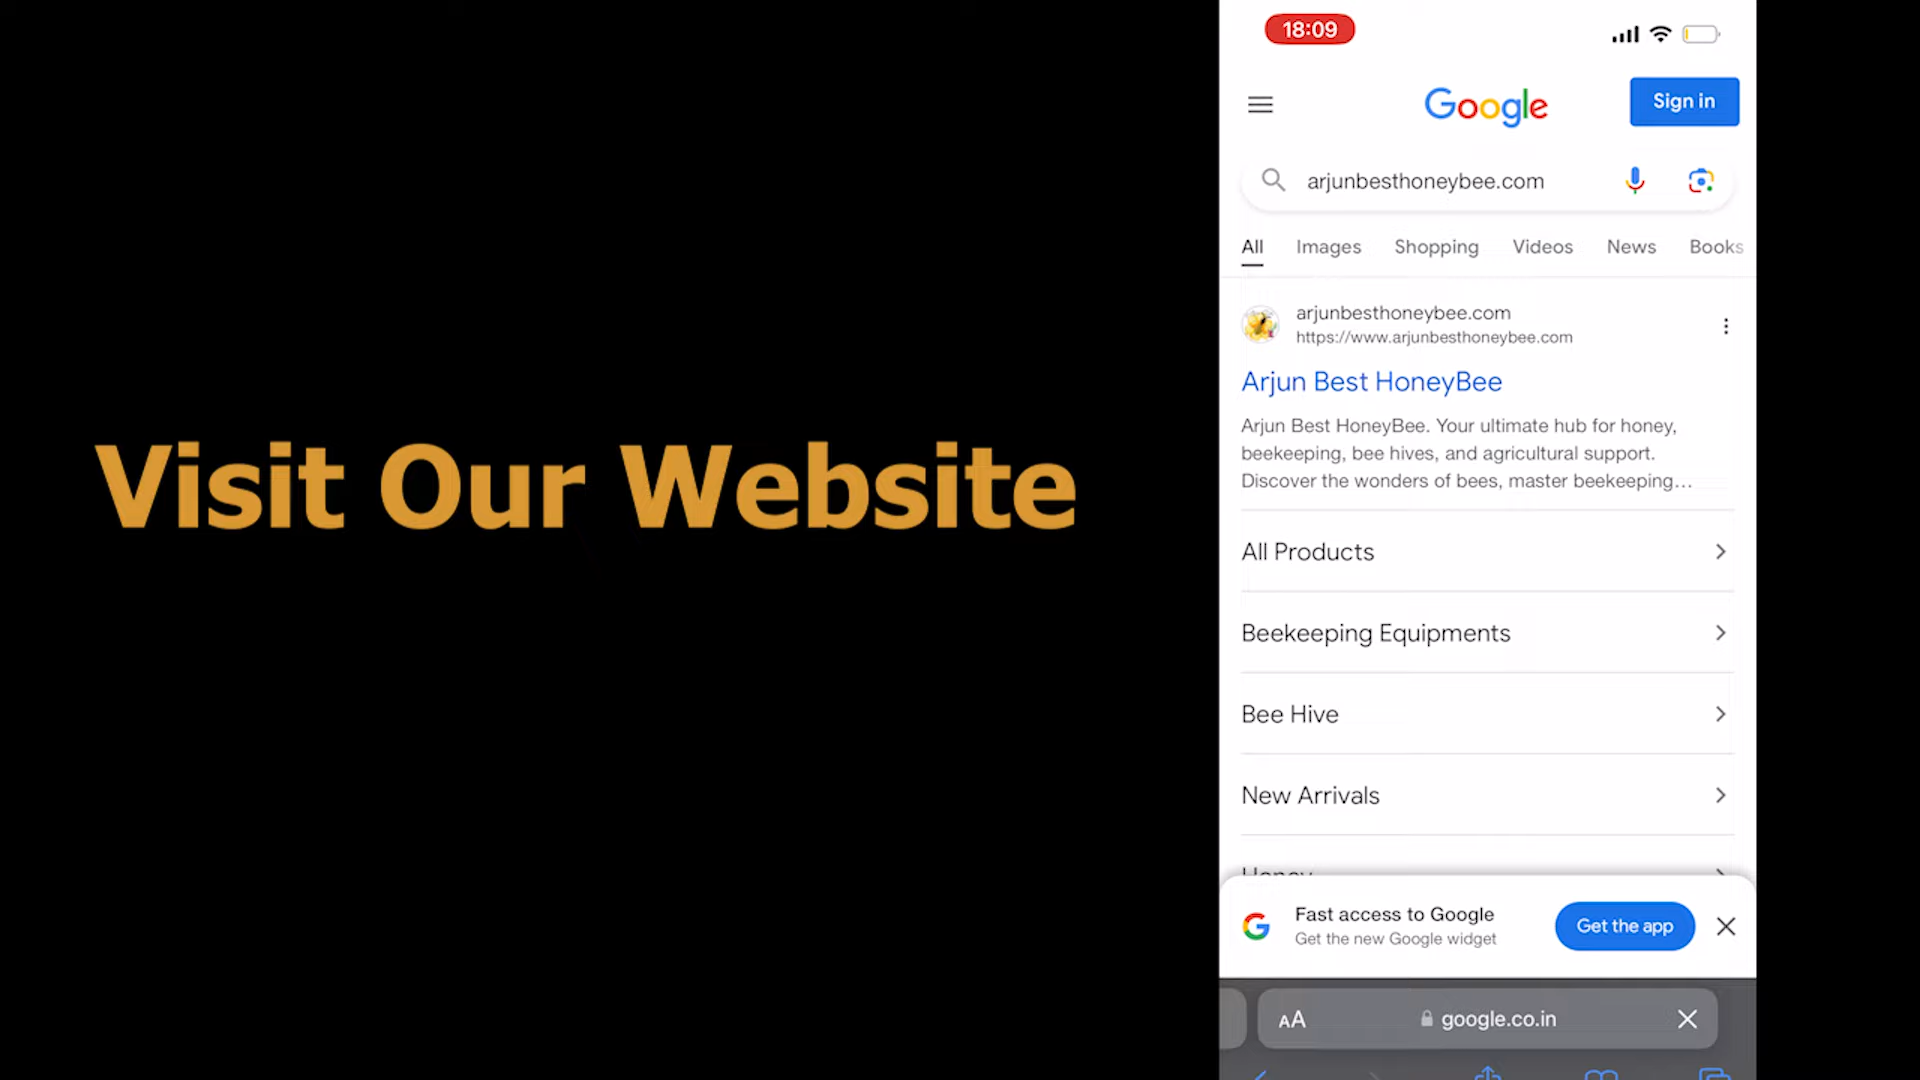 Visit Our Website
18:09
Google
Sign in
arjunbesthoneybee.com
All Images Shopping Videos News Books
arjunbesthoneybee.com
https://www.arjunbesthoneybee.com
Arjun Best HoneyBee
Arjun Best HoneyBee. Your ultimate hub for honey,
beekeeping, bee hives, and agricultural support.
Discover the wonders of bees, master beekeeping...
All Products
Beekeeping Equipments
Bee Hive
New Arrivals
Honey
Fast access to Google
Get the new Google widget
Get the app
AA google.co.in